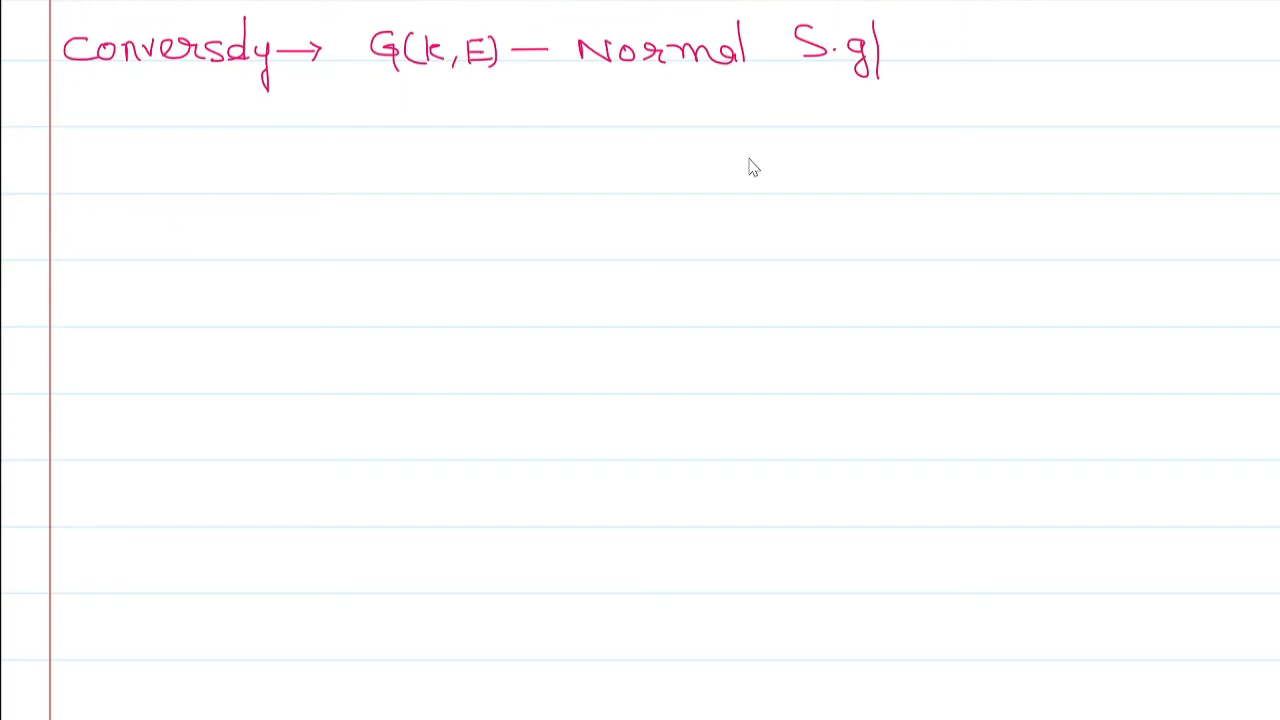 Conversely → G(K, E) — Normal S.g|